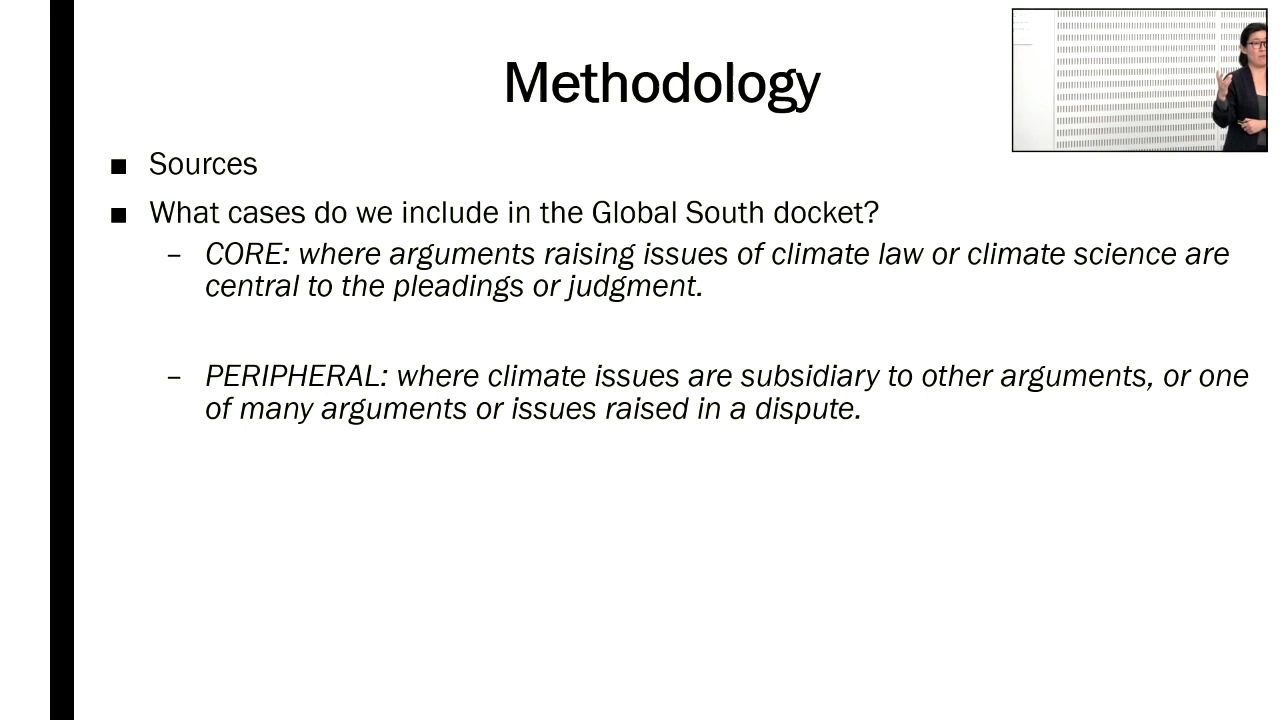 Methodology
■ Sources
■ What cases do we include in the Global South docket?
– CORE: where arguments raising issues of climate law or climate science are
central to the pleadings or judgment.
– PERIPHERAL: where climate issues are subsidiary to other arguments, or one
of many arguments or issues raised in a dispute.